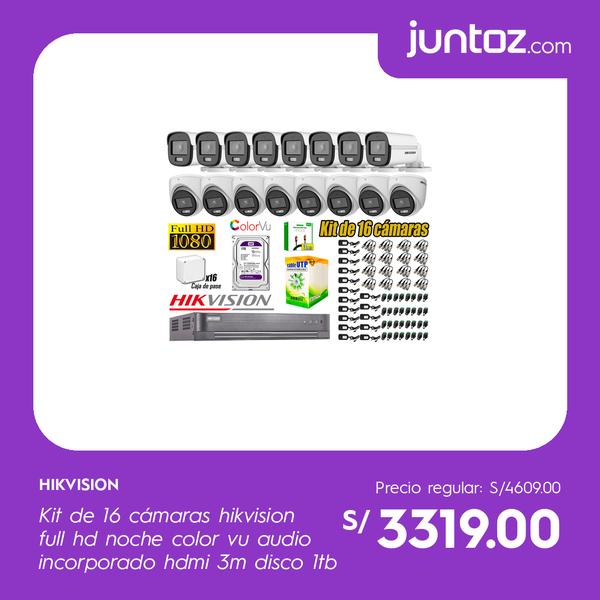 juntoz.com
Full HD
1080
ColorVu
Kit de 16 cámaras
x16
Caja de pase
cable UTP
HIKVISION
HIKVISION
Precio regular: S/4609.00
Kit de 16 cámaras hikvision
full hd noche color vu audio
incorporado hdmi 3m disco 1tb
S/ 3319.00